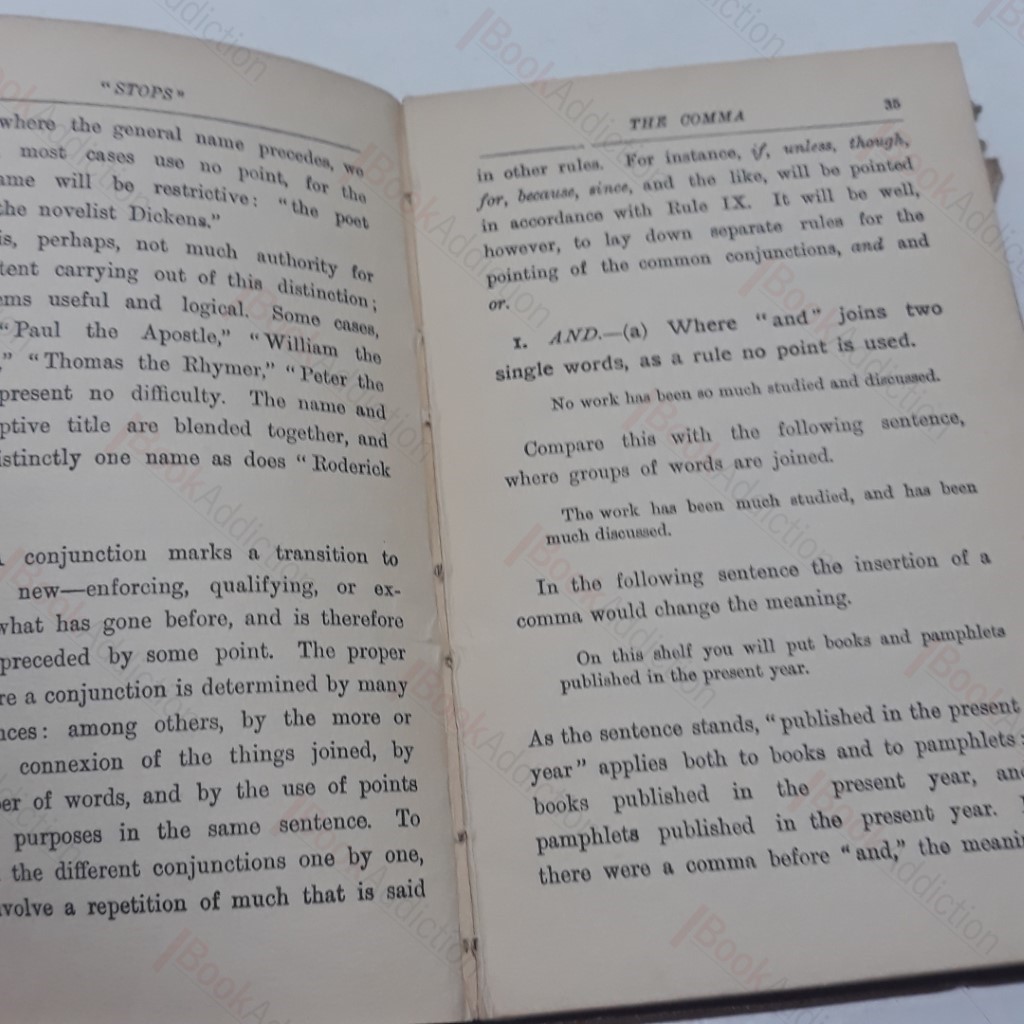 "STOPS"
where the general name precedes, we
most cases use no point, for the
ame will be restrictive: "the poet
the novelist Dickens."
is, perhaps, not much authority for
tent carrying out of this distinction;
ems useful and logical. Some cases,
"Paul the Apostle," "William the
," "Thomas the Rhymer," "Peter the
present no difficulty. The name and
ptive title are blended together, and
istinctly one name as does "Roderick
conjunction marks a transition to
new—enforcing, qualifying, or ex-
what has gone before, and is therefore
preceded by some point. The proper
re a conjunction is determined by many
nces: among others, by the more or
connexion of the things joined, by
er of words, and by the use of points
purposes in the same sentence. To
the different conjunctions one by one,
nvolve a repetition of much that is said
THE COMMA 35
in other rules. For instance, if, unless, though,
for, because, since, and the like, will be pointed
in accordance with Rule IX. It will be well,
however, to lay down separate rules for the
pointing of the common conjunctions, and and
or.
1. AND.—(a) Where "and" joins two
single words, as a rule no point is used.
No work has been so much studied and discussed.
Compare this with the following sentence,
where groups of words are joined.
The work has been much studied, and has been
much discussed.
In the following sentence the insertion of a
comma would change the meaning.
On this shelf you will put books and pamphlets
published in the present year.
As the sentence stands, "published in the present
year" applies both to books and to pamphlets:
books published in the present year, and
pamphlets published in the present year.
there were a comma before "and," the meani
BookAddiction